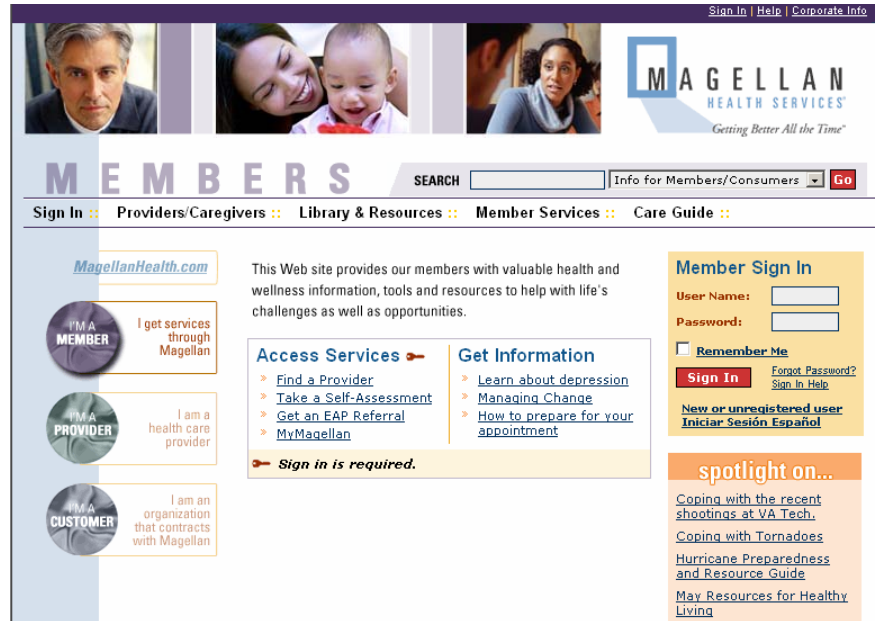 Sign In | Help | Corporate Info
MAGELLAN
HEALTH SERVICES
Getting Better All the Time
MEMBERS
SEARCH
Info for Members/Consumers
Go
Sign In :: Providers/Caregivers :: Library & Resources :: Member Services :: Care Guide ::
MagellanHealth.com
I'M A
MEMBER
I get services
through
Magellan
I'M A
PROVIDER
I am a
health care
provider
I'M A
CUSTOMER
I am an
organization
that contracts
with Magellan
This Web site provides our members with valuable health and
wellness information, tools and resources to help with life's
challenges as well as opportunities.
Access Services
» Find a Provider
» Take a Self-Assessment
» Get an EAP Referral
» MyMagellan
Get Information
» Learn about depression
» Managing Change
» How to prepare for your
appointment
Sign in is required.
Member Sign In
User Name:
Password:
Remember Me
Sign In
Forgot Password?
Sign In Help
New or unregistered user
Iniciar Sesión Español
spotlight on...
Coping with the recent
shootings at VA Tech.
Coping with Tornadoes
Hurricane Preparedness
and Resource Guide
May Resources for Healthy
Living